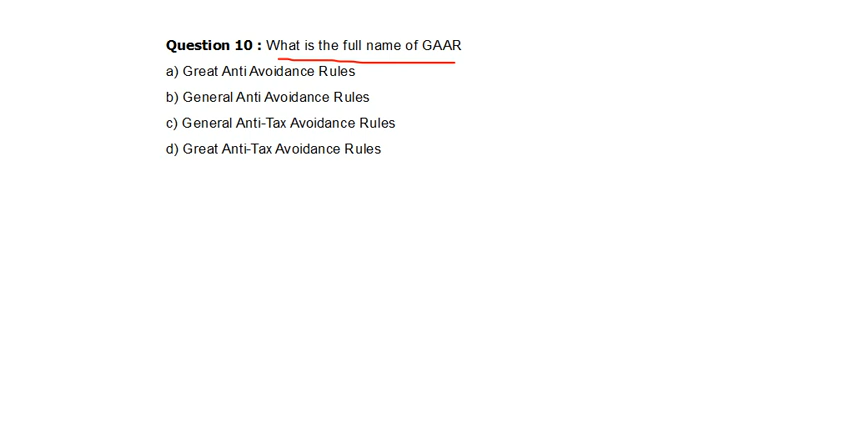 Question 10 : What is the full name of GAAR
a) Great Anti Avoidance Rules
b) General Anti Avoidance Rules
c) General Anti-Tax Avoidance Rules
d) Great Anti-Tax Avoidance Rules